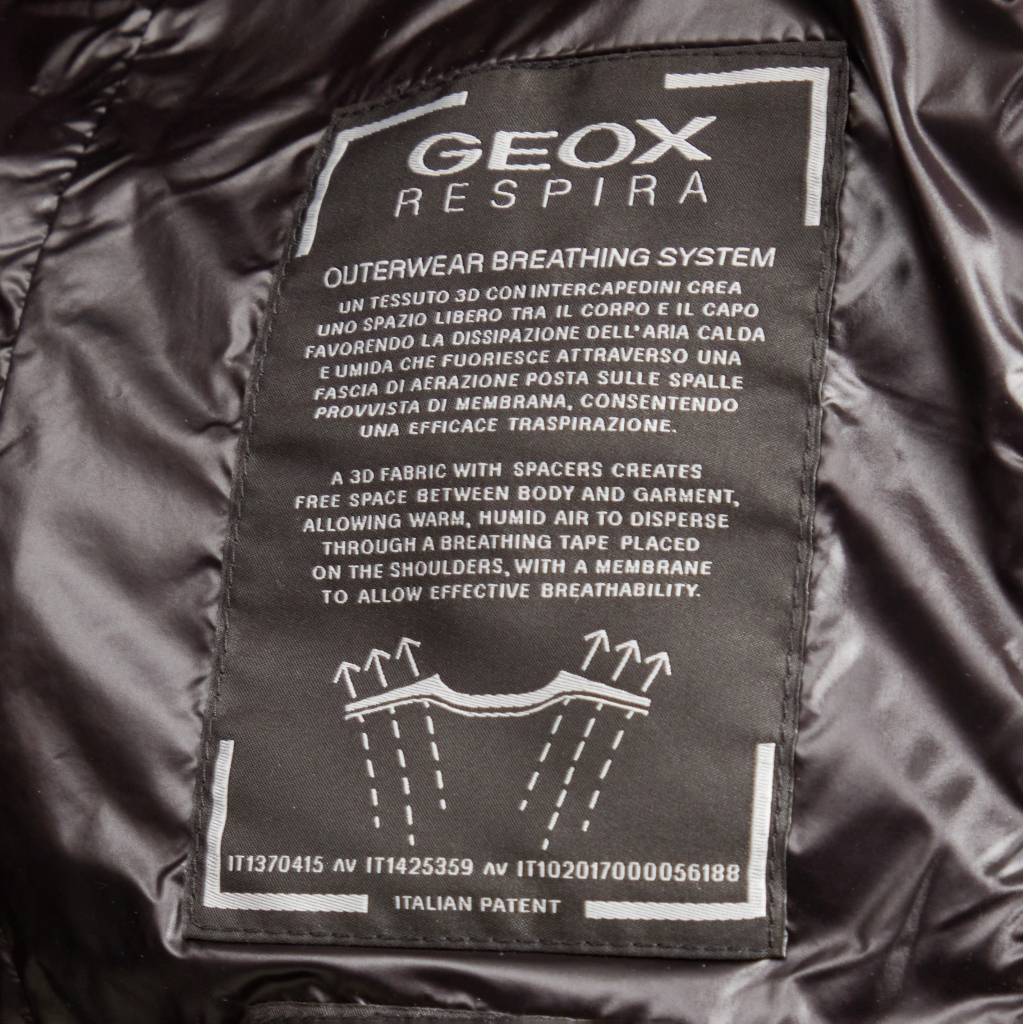 GEOX
RESPIRA
OUTERWEAR BREATHING SYSTEM
UN TESSUTO 3D CON INTERCAPEDINI CREA
UNO SPAZIO LIBERO TRA IL CORPO E IL CAPO
FAVORENDO LA DISSIPAZIONE DELL'ARIA CALDA
E UMIDA CHE FUORIESCE ATTRAVERSO UNA
FASCIA DI AERAZIONE POSTA SULLE SPALLE
PROVVISTA DI MEMBRANA, CONSENTENDO
UNA EFFICACE TRASPIRAZIONE.
A 3D FABRIC WITH SPACERS CREATES
FREE SPACE BETWEEN BODY AND GARMENT,
ALLOWING WARM, HUMID AIR TO DISPERSE
THROUGH A BREATHING TAPE PLACED
ON THE SHOULDERS, WITH A MEMBRANE
TO ALLOW EFFECTIVE BREATHABILITY.
IT1370415 ΛV IT1425359 ΛV IT102017000056188
ITALIAN PATENT